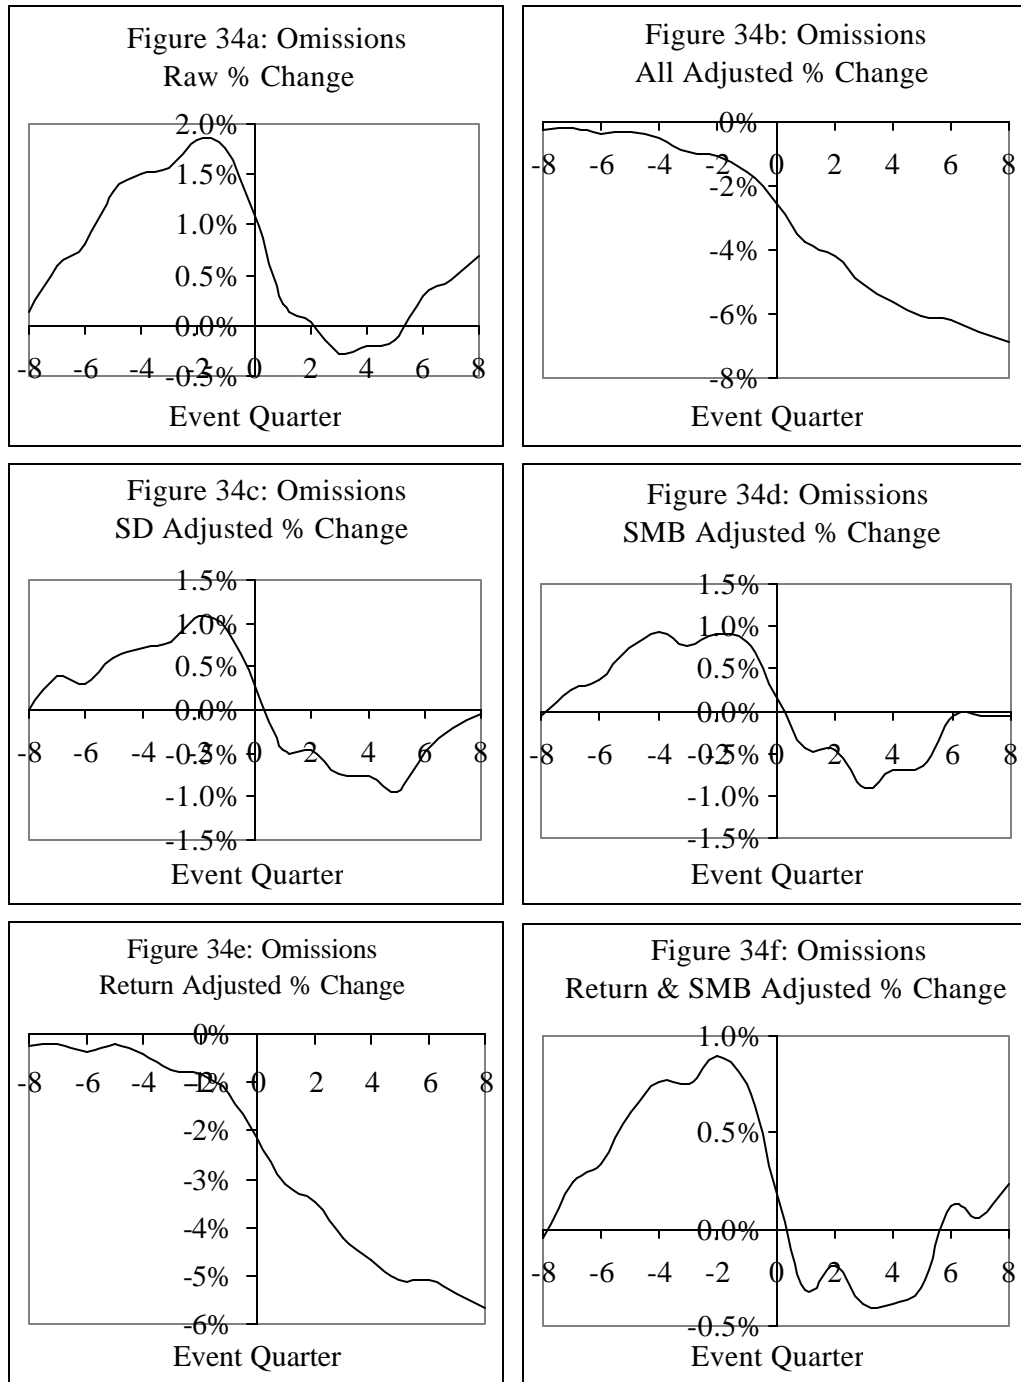 Figure 34a: Omissions
Raw % Change
2.0%
1.5%
1.0%
0.5%
0.0%
-0.5%
-8 -6 -4 -2 0 2 4 6 8
Event Quarter
Figure 34b: Omissions
All Adjusted % Change
0%
-8 -6 -4 -2 0 2 4 6 8
-2%
-4%
-6%
-8%
Event Quarter
Figure 34c: Omissions
SD Adjusted % Change
1.5%
1.0%
0.5%
0.0%
-8 -6 -4 -2 0 2 4 6 8
-0.5%
-1.0%
-1.5%
Event Quarter
Figure 34d: Omissions
SMB Adjusted % Change
1.5%
1.0%
0.5%
0.0%
-8 -6 -4 -2 0 2 4 6 8
-0.5%
-1.0%
-1.5%
Event Quarter
Figure 34e: Omissions
Return Adjusted % Change
0%
-8 -6 -4 -2 0 2 4 6 8
-1%
-2%
-3%
-4%
-5%
-6%
Event Quarter
Figure 34f: Omissions
Return & SMB Adjusted % Change
1.0%
0.5%
0.0%
-8 -6 -4 -2 0 2 4 6 8
-0.5%
Event Quarter